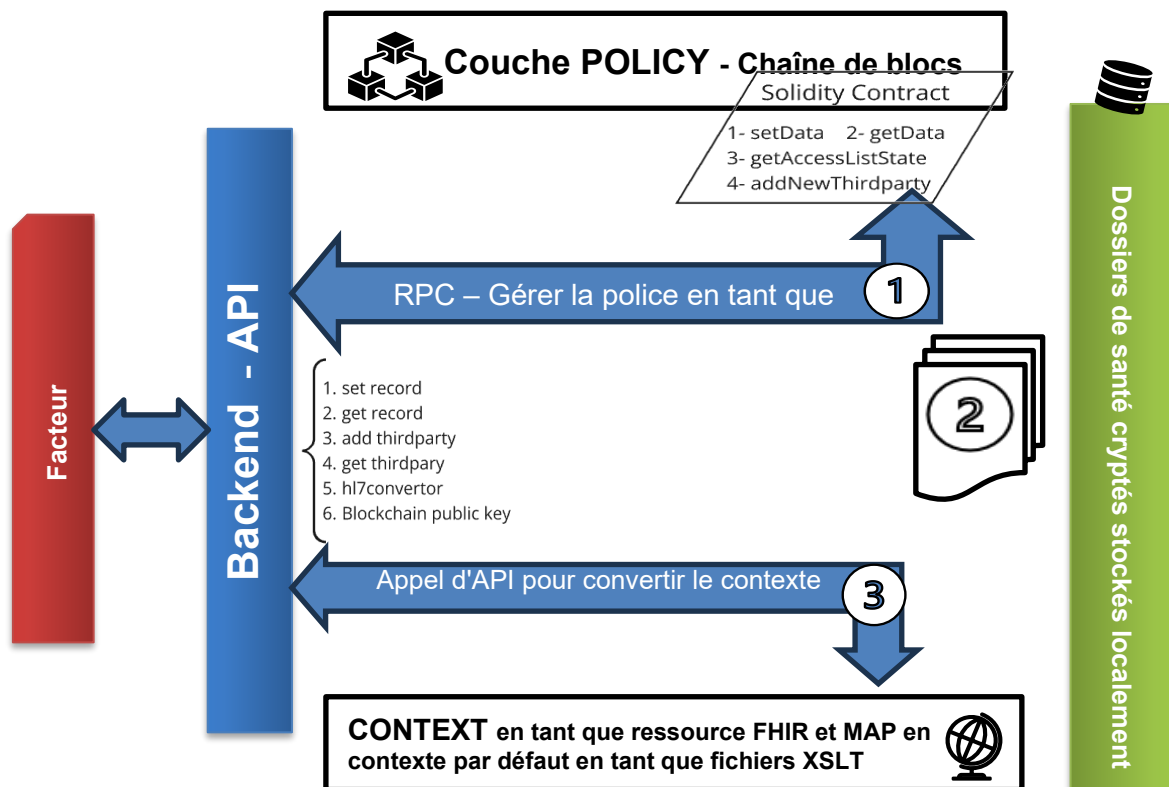 Couche POLICY - Chaîne de blocs
Solidity Contract
1- setData 2- getData
3- getAccessListState
4- addNewThirdparty
Facteur
Backend - API
RPC – Gérer la police en tant que
1
1. set record
2. get record
3. add thirdparty
4. get thirdpary
5. hl7convertor
6. Blockchain public key
2
Appel d'API pour convertir le contexte
3
CONTEXT en tant que ressource FHIR et MAP en
contexte par défaut en tant que fichiers XSLT
Dossiers de santé cryptés stockés localement